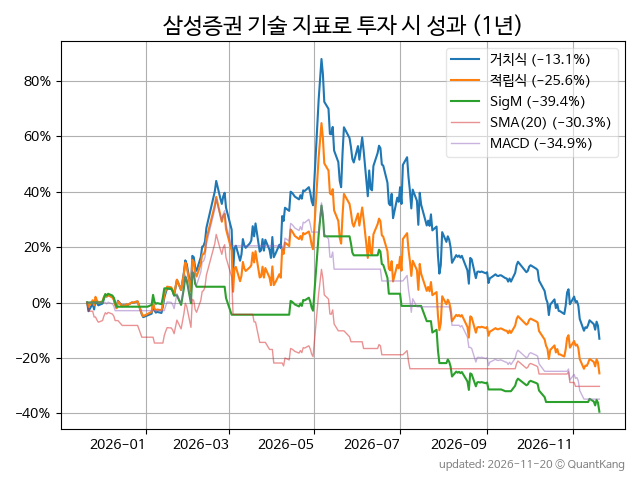 삼성증권 기술 지표로 투자 시 성과 (1년)
거치식 (-13.1%)
적립식 (-25.6%)
SigM (-39.4%)
SMA(20) (-30.3%)
MACD (-34.9%)
80%
60%
40%
20%
0%
-20%
-40%
2026-01 2026-03 2026-05 2026-07 2026-09 2026-11
updated: 2026-11-20 © QuantKang